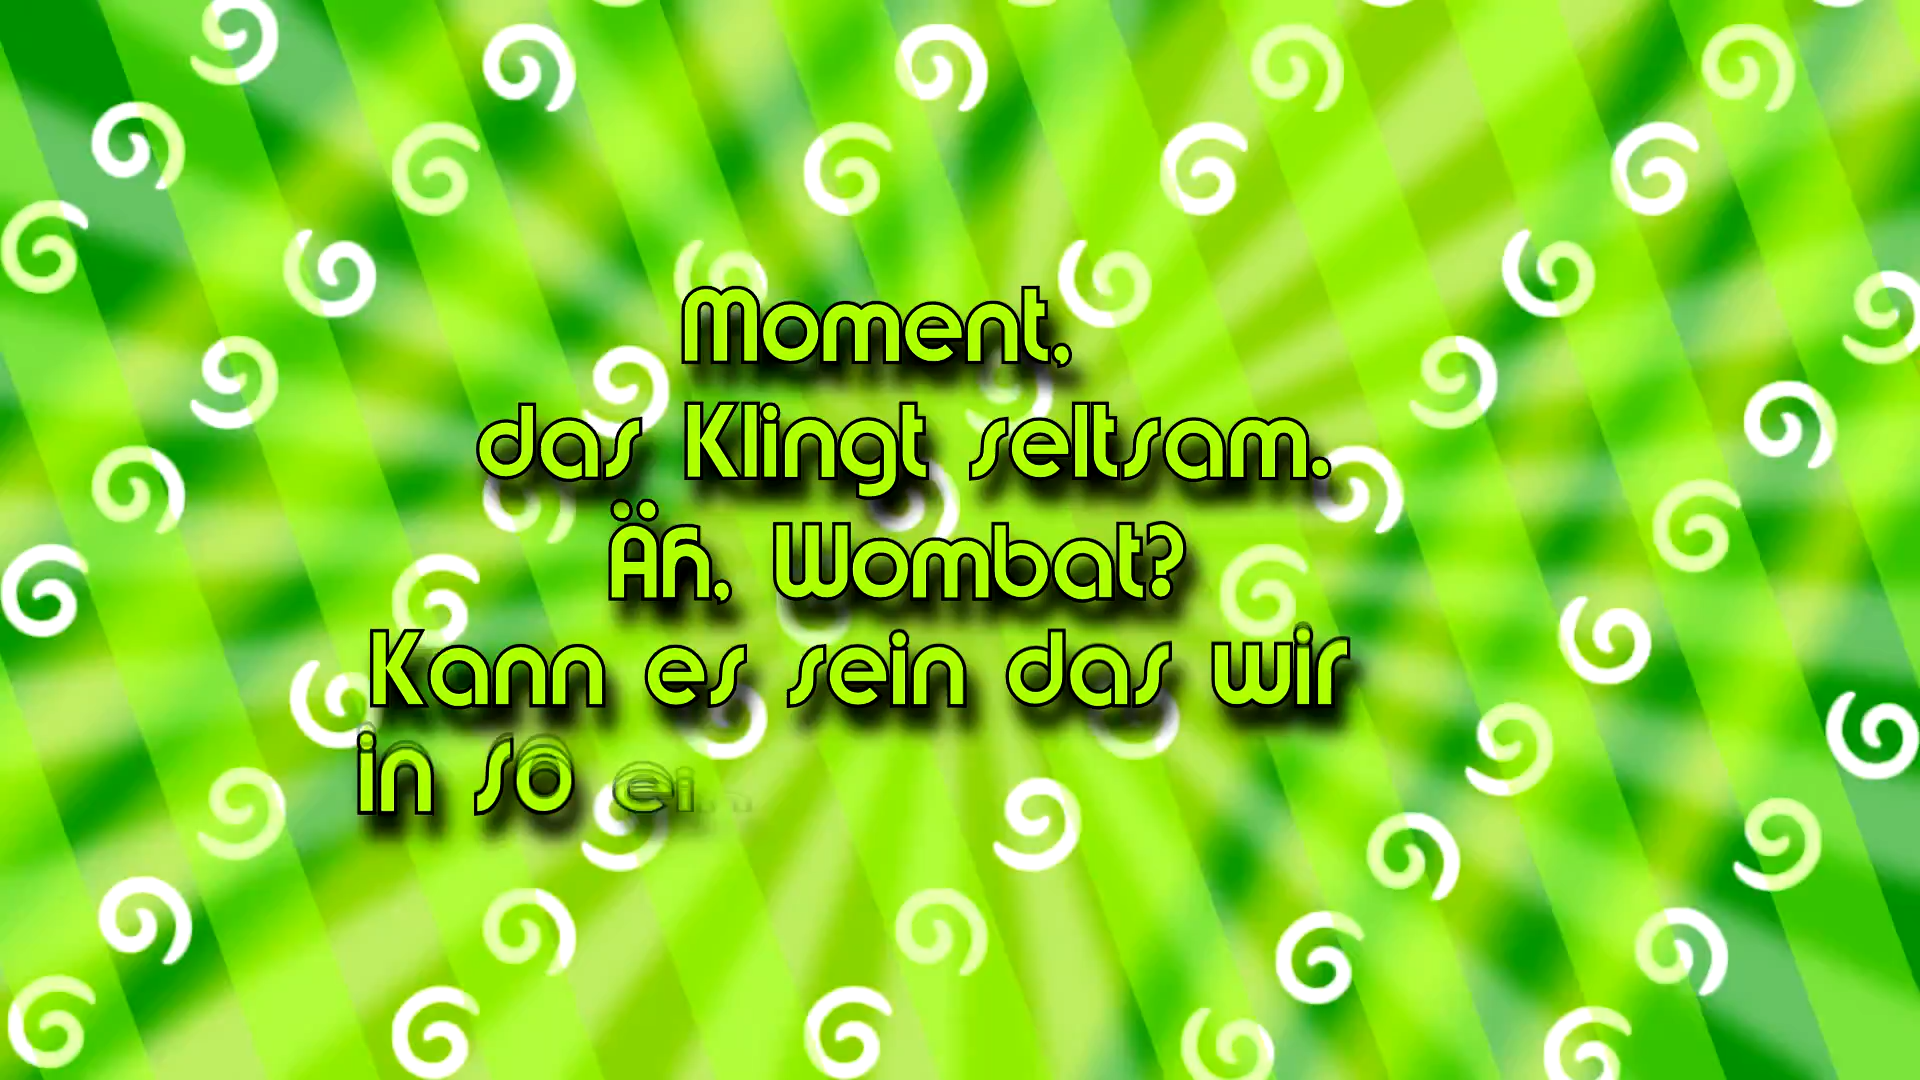 Moment,
das Klingt seltsam.
Äh, Wombat?
Kann es sein das wir
in so